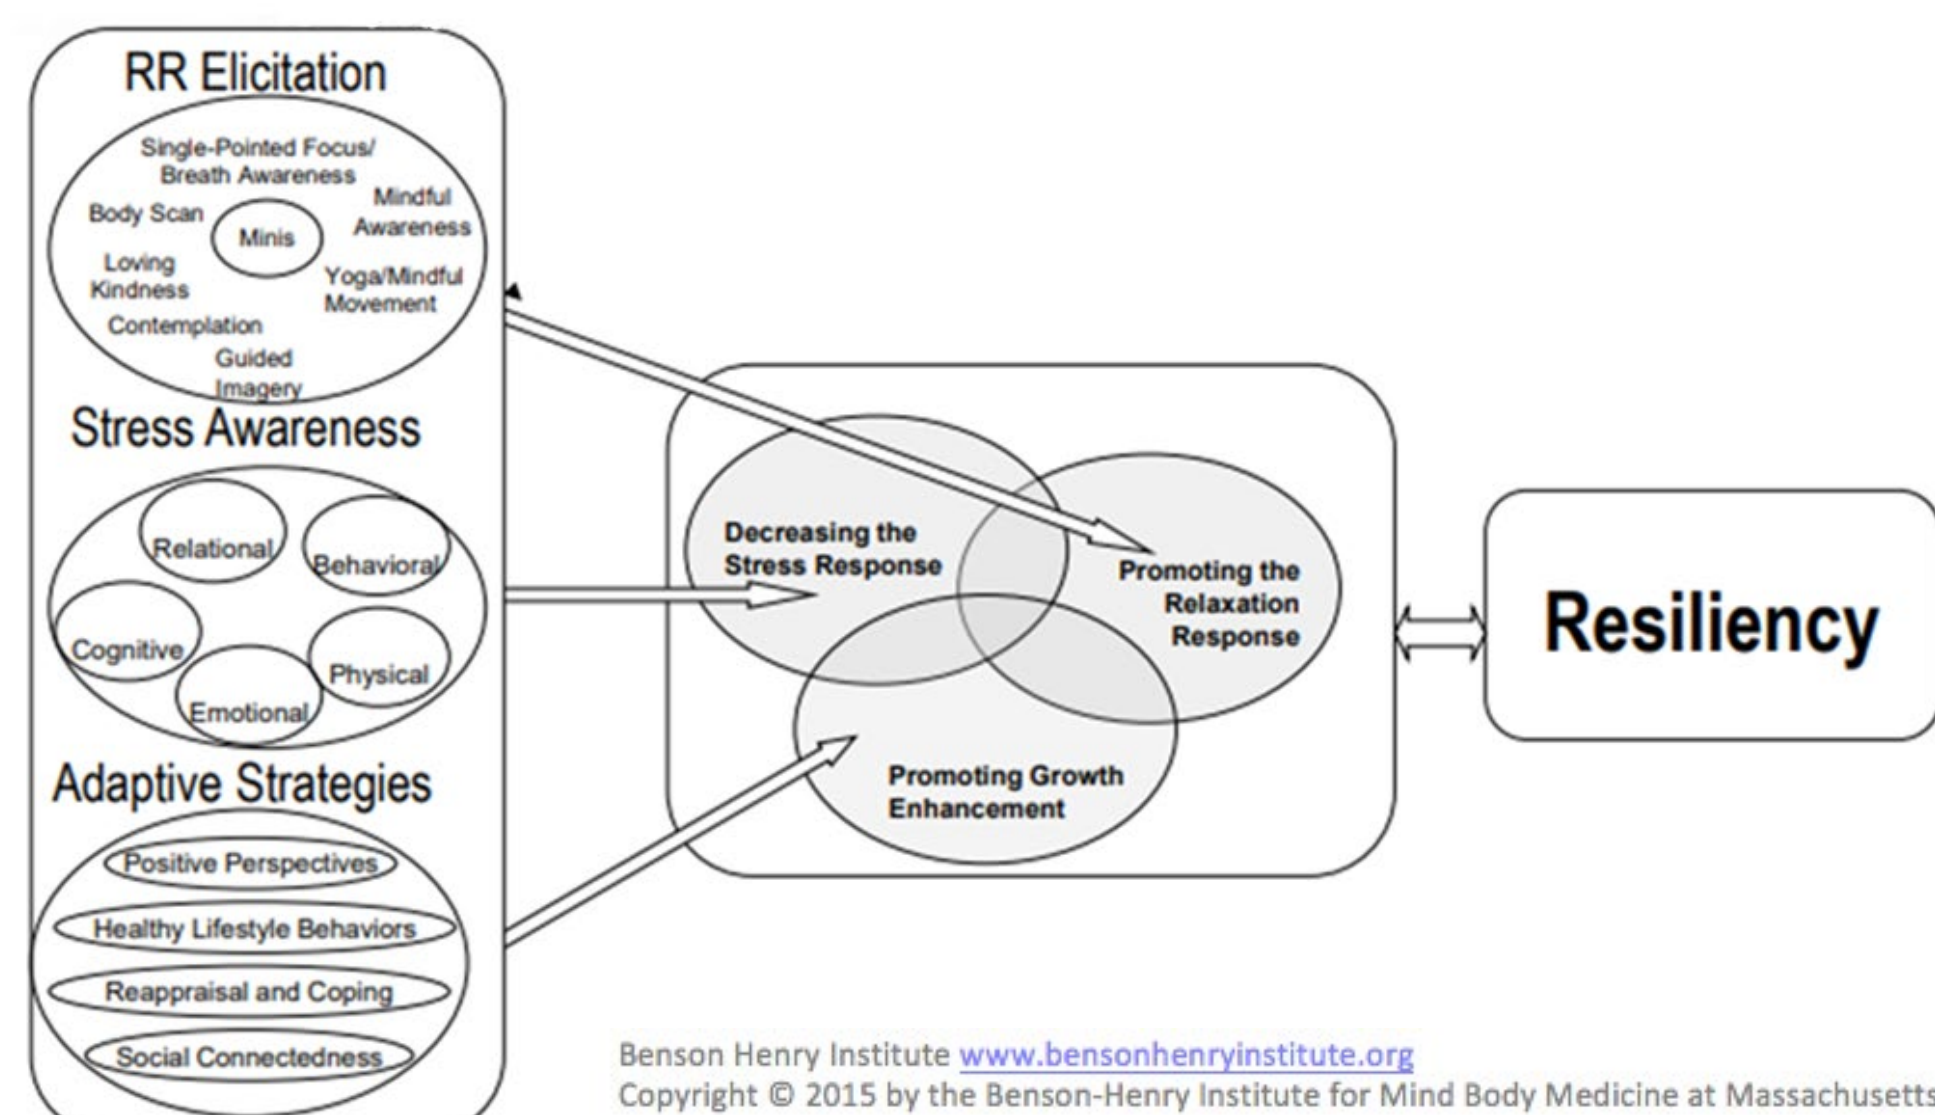 RR Elicitation
Single-Pointed Focus/
Breath Awareness
Mindful
Awareness
Body Scan
Minis
Loving
Kindness
Yoga/Mindful
Movement
Contemplation
Guided
Imagery
Stress Awareness
Relational
Behavioral
Cognitive
Physical
Emotional
Adaptive Strategies
Positive Perspectives
Healthy Lifestyle Behaviors
Reappraisal and Coping
Social Connectedness
Decreasing the
Stress Response
Promoting the
Relaxation
Response
Promoting Growth
Enhancement
Resiliency
Benson Henry Institute www.bensonhenryinstitute.org
Copyright © 2015 by the Benson-Henry Institute for Mind Body Medicine at Massachusetts